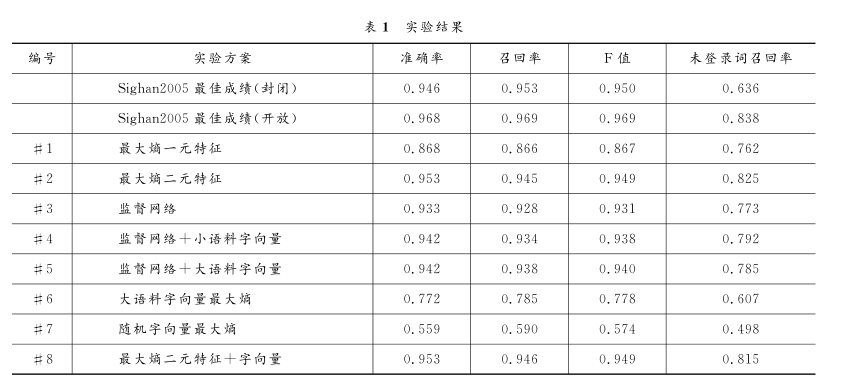 表 1 实验结果
编号 实验方案 准确率 召回率 F 值 未登录词召回率
Sighan2005 最佳成绩(封闭) 0.946 0.953 0.950 0.636
Sighan2005 最佳成绩(开放) 0.968 0.969 0.969 0.838
#1 最大熵一元特征 0.868 0.866 0.867 0.762
#2 最大熵二元特征 0.953 0.945 0.949 0.825
#3 监督网络 0.933 0.928 0.931 0.773
#4 监督网络+小语料字向量 0.942 0.934 0.938 0.792
#5 监督网络+大语料字向量 0.942 0.938 0.940 0.785
#6 大语料字向量最大熵 0.772 0.785 0.778 0.607
#7 随机字向量最大熵 0.559 0.590 0.574 0.498
#8 最大熵二元特征+字向量 0.953 0.946 0.949 0.815